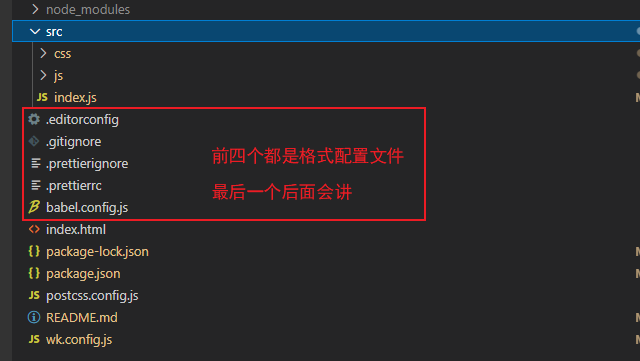 node_modules
src
css
js
JS index.js
.editorconfig
.gitignore
前四个都是格式配置文件
.prettierignore
.prettierrc
最后一个后面会讲
babel.config.js
index.html
package-lock.json
package.json
JS postcss.config.js
README.md
JS wk.config.js